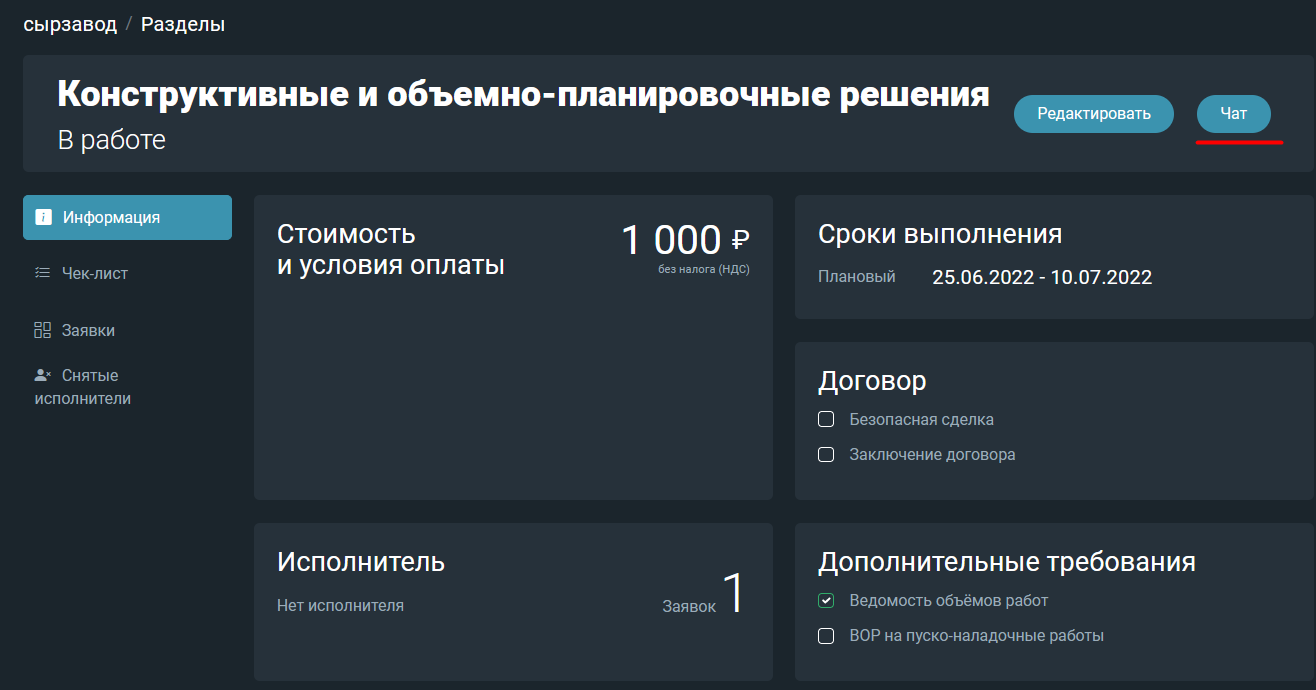 сырзавод / Разделы
Конструктивные и объемно-планировочные решения
В работе
Редактировать
Чат
Информация
Чек-лист
Заявки
Снятые
исполнители
Стоимость
и условия оплаты
1 000 ₽
без налога (НДС)
Сроки выполнения
Плановый 25.06.2022 - 10.07.2022
Договор
Безопасная сделка
Заключение договора
Исполнитель
Нет исполнителя
Заявок 1
Дополнительные требования
Ведомость объёмов работ
ВОР на пуско-наладочные работы